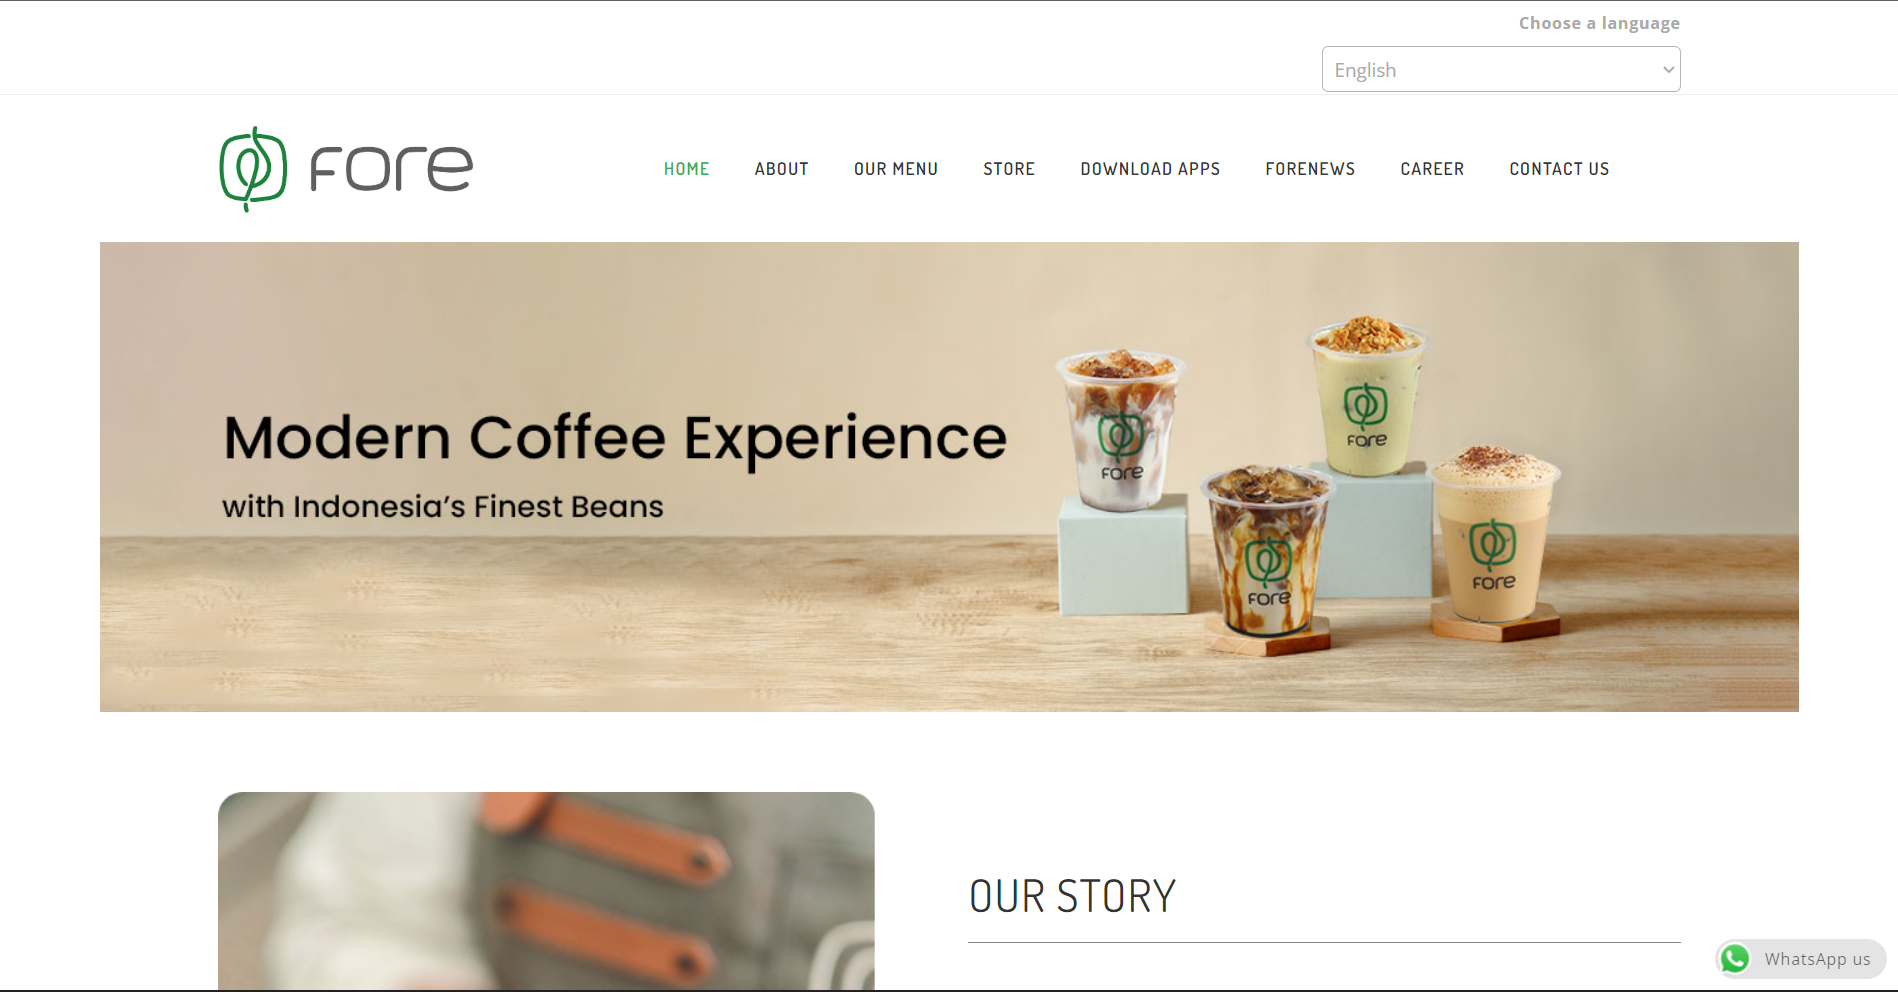 Choose a language
English
fore
HOME ABOUT OUR MENU STORE DOWNLOAD APPS FORENEWS CAREER CONTACT US
Modern Coffee Experience
with Indonesia's Finest Beans
fore
fore
fore
fore
OUR STORY
WhatsApp us